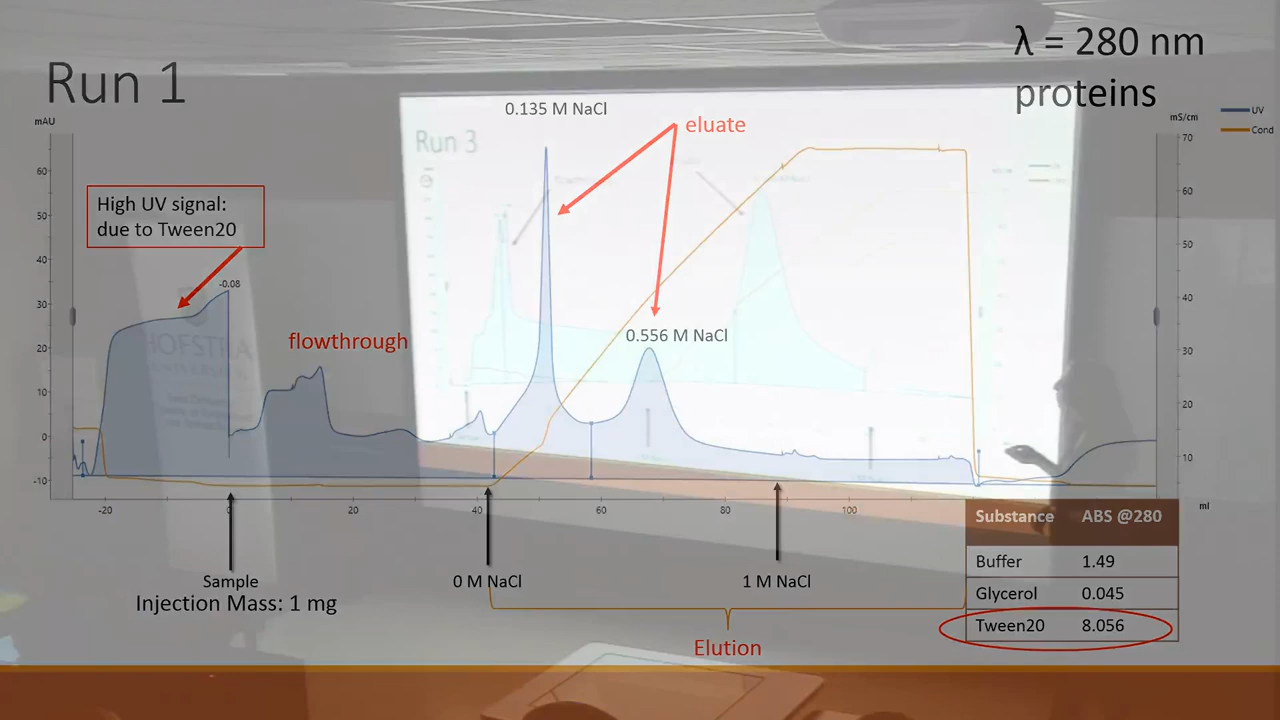 λ = 280 nm
proteins
Run 1
0.135 M NaCl
eluate
mAU
mS/cm
UV
Cond
Run 3
High UV signal:
due to Tween20
-0.08
flowthrough
0.556 M NaCl
60
50
40
30
20
10
0
-10
70
60
50
40
30
20
10
HOFSTRA
UNIVERSITY
-20
0
20
40
60
80
100
ml
Sample
Injection Mass: 1 mg
0 M NaCl
1 M NaCl
Elution
Substance ABS @280
Buffer 1.49
Glycerol 0.045
Tween20 8.056